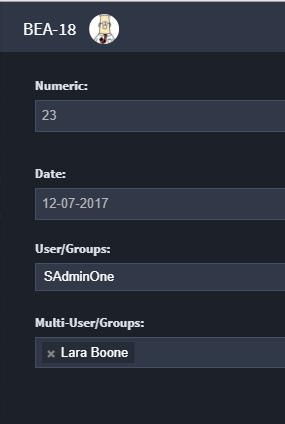 BEA-18
Numeric:
23
Date:
12-07-2017
User/Groups:
SAdminOne
Multi-User/Groups:
× Lara Boone